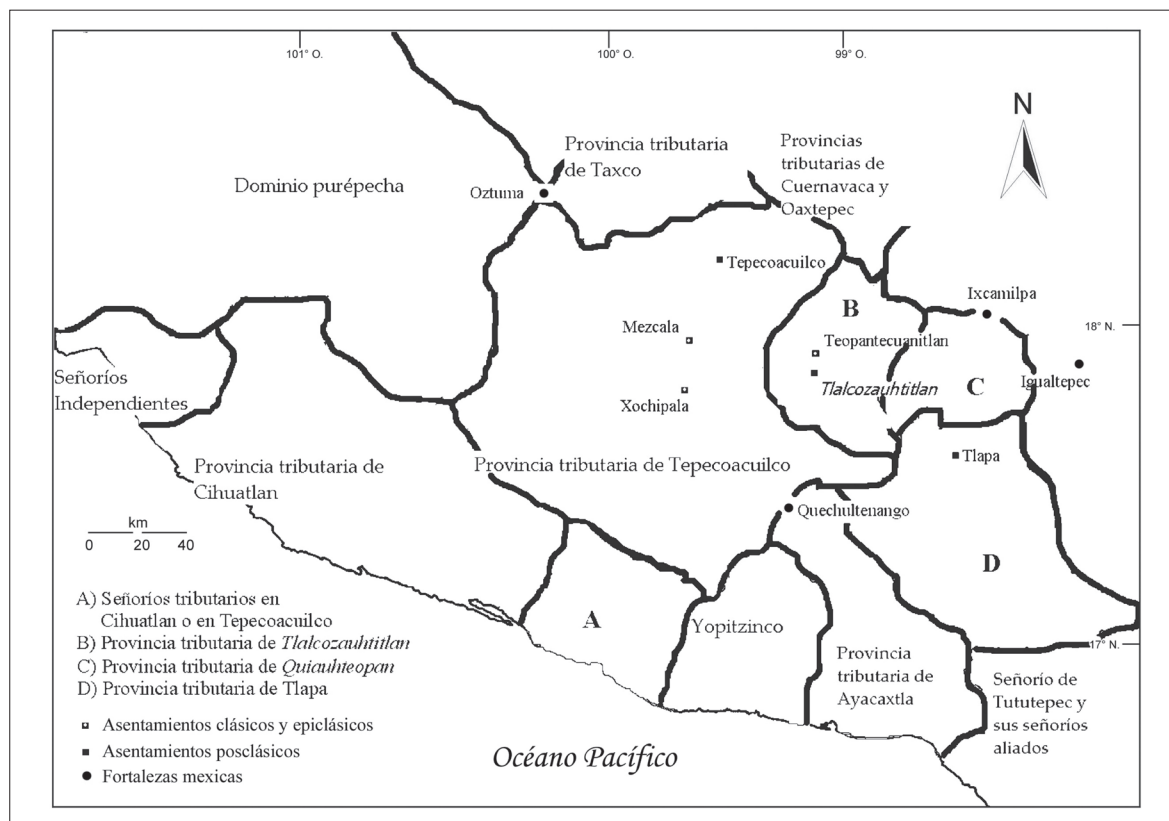 101° O.
100° O.
99° O.
N
Provincia tributaria
de Taxco
Provincias
tributarias de
Cuernavaca y
Oaxtepec
Dominio purépecha
Oztuma
Tepecoacuilco
Ixcamilpa
B
18° N.
Mezcala
Teopantecuanitlan
Igualtepec
Tlalcozauhtitlan
C
Señoríos
Independientes
Xochipala
Provincia tributaria de
Cihuatlan
Provincia tributaria de Tepecoacuilco
Tlapa
Quechultenango
km
0 20 40
D
A
Yopitzinco
17° N.
Provincia
tributaria de
Ayacaxtla
Señorío de
Tututepec y
sus señoríos
aliados
A) Señoríos tributarios en
Cihuatlan o en Tepecoacuilco
B) Provincia tributaria de Tlalcozauhtitlan
C) Provincia tributaria de Quiauhteopan
D) Provincia tributaria de Tlapa
Asentamientos clásicos y epiclásicos
Asentamientos posclásicos
Fortalezas mexicas
Océano Pacífico